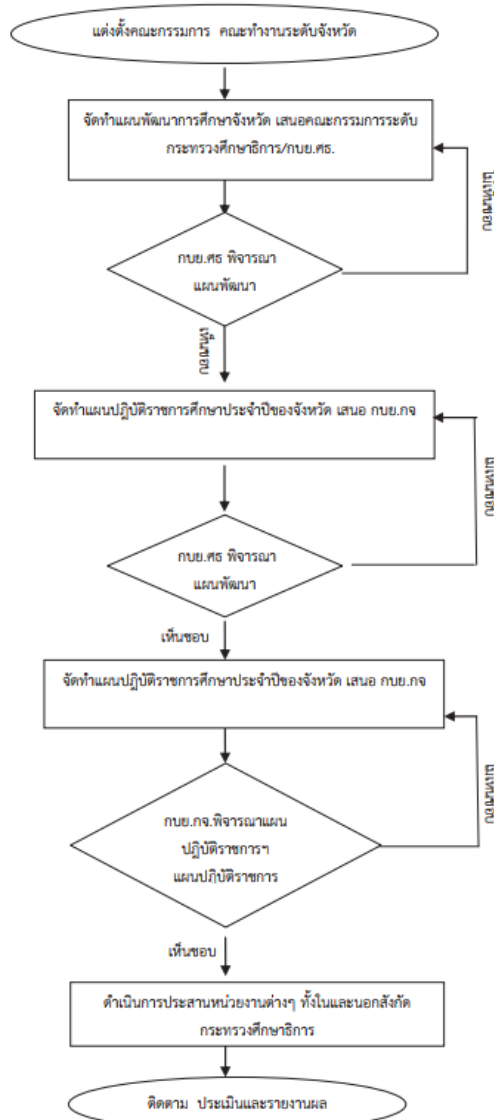 แต่งตั้งคณะกรรมการ คณะทำงานระดับจังหวัด
จัดทำแผนพัฒนาการศึกษาจังหวัด เสนอคณะกรรมการระดับ
กระทรวงศึกษาธิการ/กบย.ศธ.
ไม่เห็นชอบ
กบย.ศธ พิจารณา
แผนพัฒนา
เห็นชอบ
จัดทำแผนปฏิบัติราชการศึกษาประจำปีของจังหวัด เสนอ กบย.กจ
ไม่เห็นชอบ
กบย.ศธ พิจารณา
แผนพัฒนา
เห็นชอบ
จัดทำแผนปฏิบัติราชการศึกษาประจำปีของจังหวัด เสนอ กบย.กจ
ไม่เห็นชอบ
กบย.กจ.พิจารณาแผน
ปฏิบัติราชการฯ
แผนปฏิบัติราชการ
เห็นชอบ
ดำเนินการประสานหน่วยงานต่างๆ ทั้งในและนอกสังกัด
กระทรวงศึกษาธิการ
ติดตาม ประเมินและรายงานผล